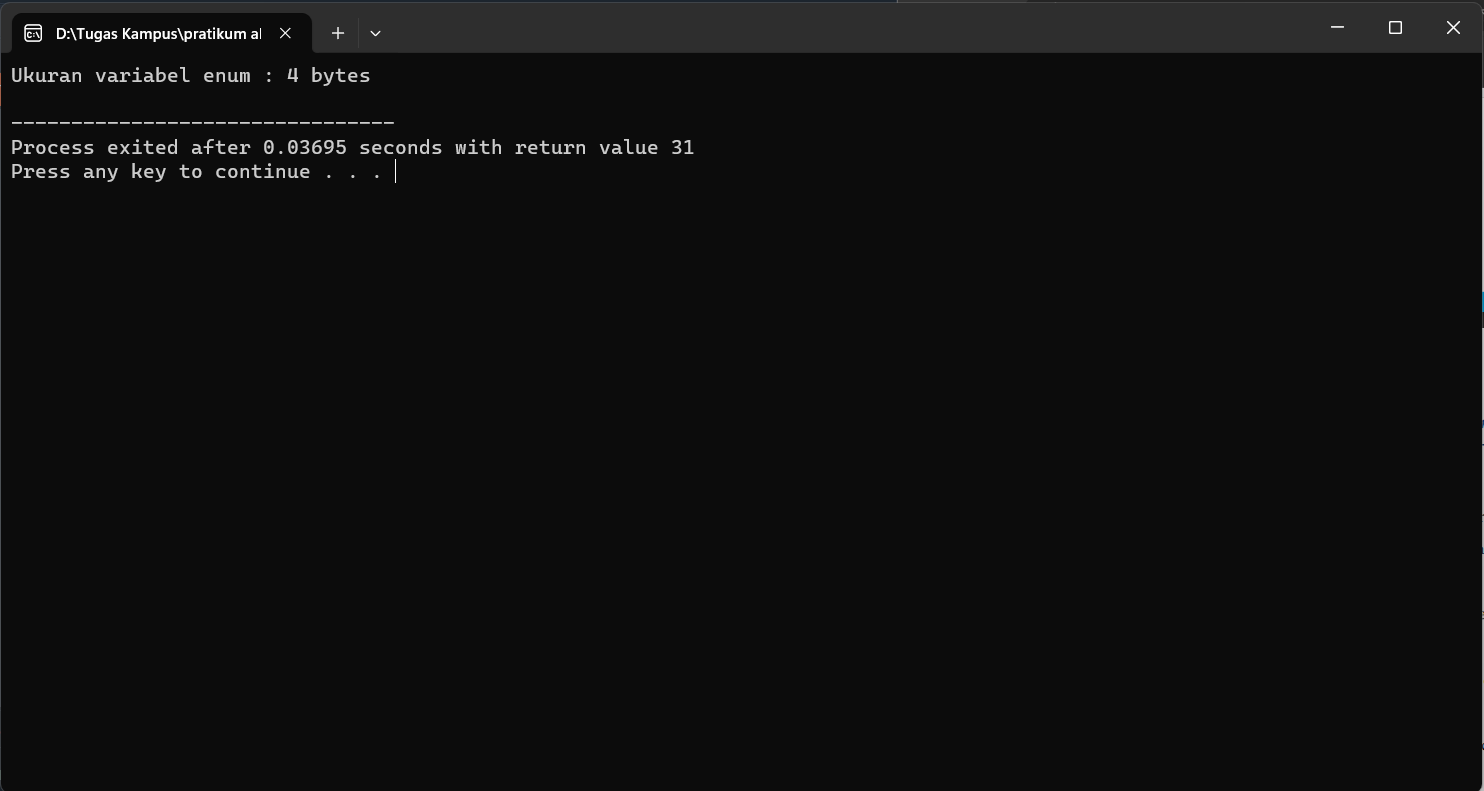 D:\Tugas Kampus\pratikum al
Ukuran variabel enum : 4 bytes
--------------------------------
Process exited after 0.03695 seconds with return value 31
Press any key to continue . . .